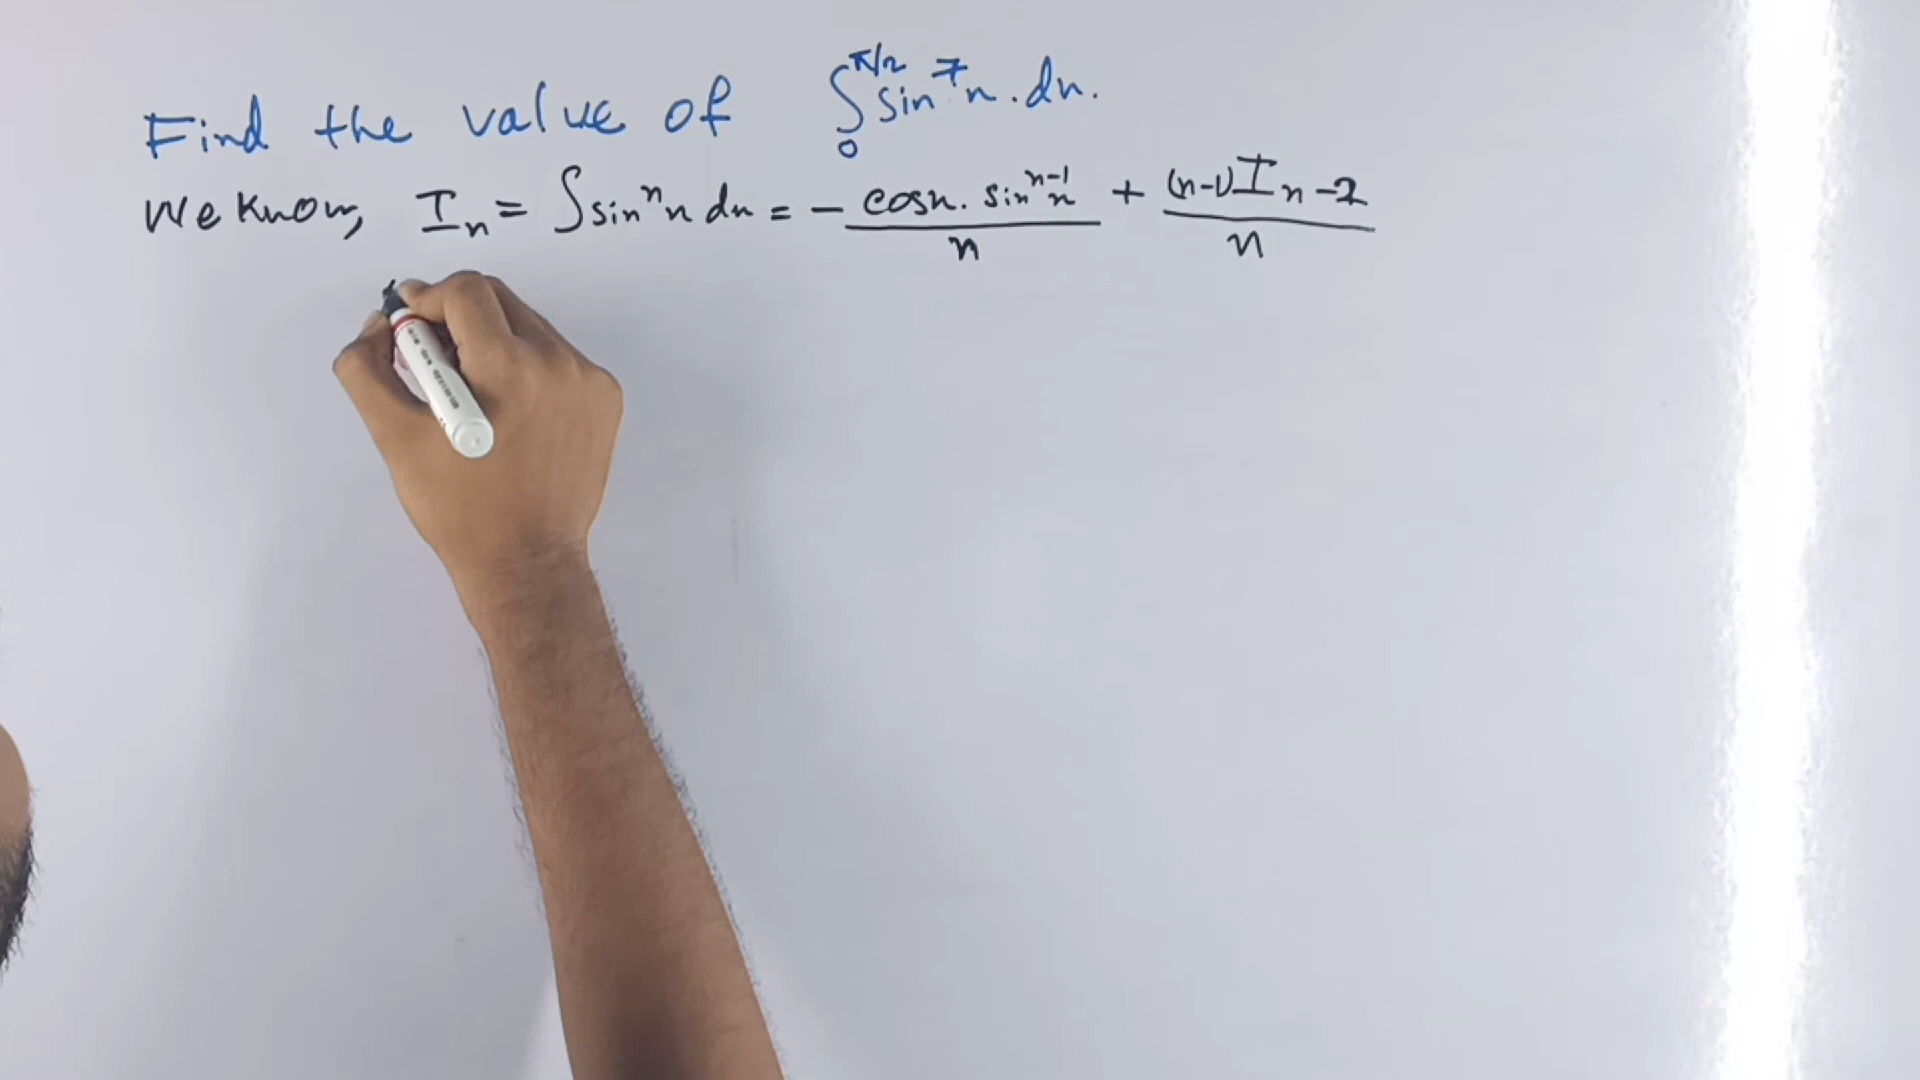 Find the value of ∫₀^π/2 sin⁷x.dx.
We know, Iₙ = ∫sinⁿx dx = - cosx. sinⁿ⁻¹x / n + (n-1)Iₙ₋₂ / n